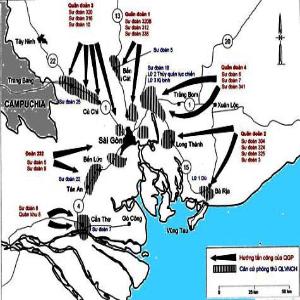 Quân đoàn 3
Sư đoàn 320
Sư đoàn 316
Sư đoàn 10
Quân đoàn 1
Sư đoàn 320B
Sư đoàn 312
Sư đoàn 338
13
20
Tây Ninh
22
Sư đoàn 5
Bến Cát
Sư đoàn 18
Lữ 2 Thủy quân lục chiến
Lữ 3 Kị binh
Quân đoàn 4
Sư đoàn 6
Sư đoàn 7
Sư đoàn 341
Trảng Bàng
Sư đoàn 25
Củ Chi
1
Trảng Bom
1
Xuân Lộc
CAMPUCHIA
Sài Gòn
Long Thành
Quân đoàn 2
Sư đoàn 304
Sư đoàn 325
Sư đoàn 3
Đoàn 232
Sư đoàn 5
Sư đoàn 9
Bến Lức
Sư đoàn 22
Tân An
15
Lữ 1 Dù
Bà Rịa
Sư đoàn 8
Quân khu 8
4
Cần Thơ
Sư đoàn 7
Gò Công
Vũng Tàu
Hướng tấn công của QGP
Căn cứ phòng thủ QLVNCH